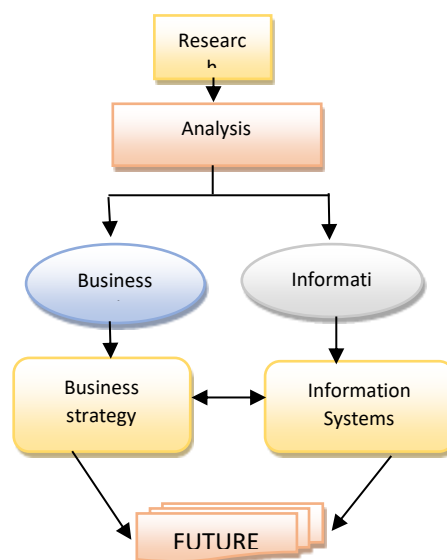 Researc
h
Analysis
Business
Informati
Business
strategy
Information
Systems
FUTURE